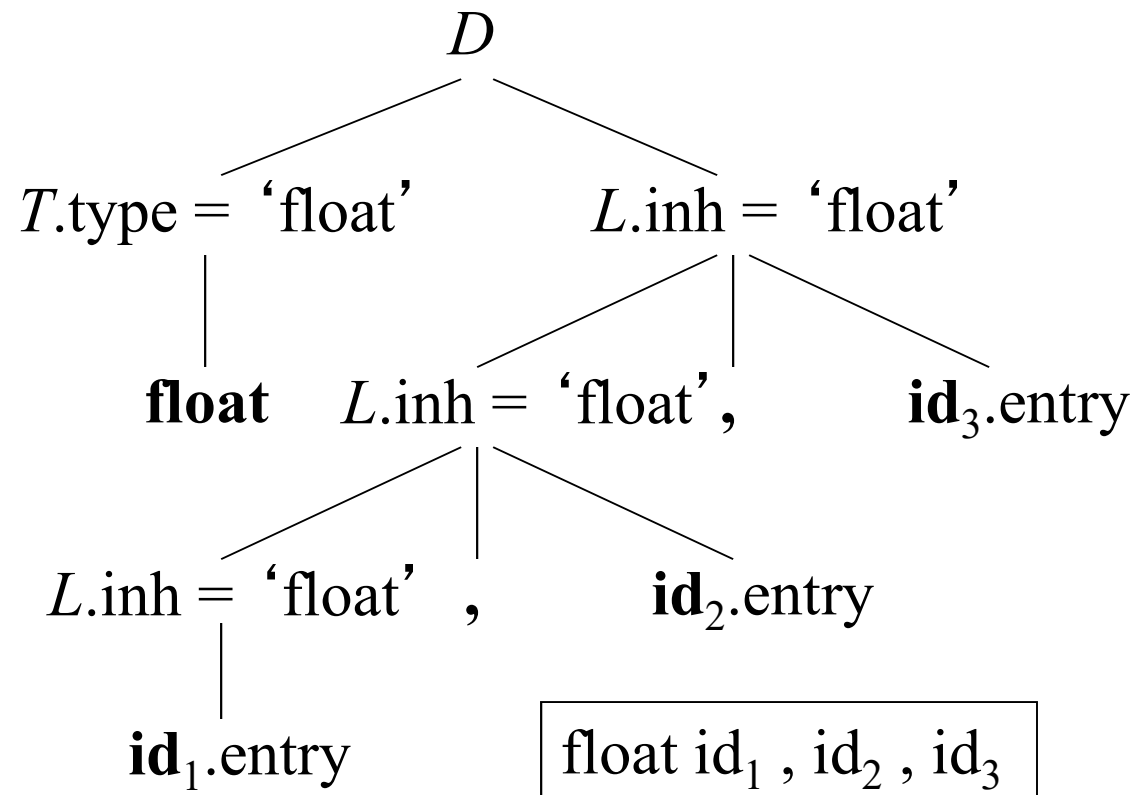 D
T.type = ‘float’ L.inh = ‘float’
float L.inh = ‘float’ , id₃.entry
L.inh = ‘float’ , id₂.entry
id₁.entry
float id₁ , id₂ , id₃